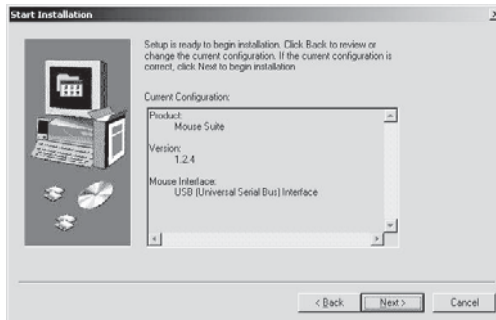 Start Installation
Setup is ready to begin installation. Click Back to review or
change the current configuration. If the current configuration is
correct, click Next to begin installation
Current Configuration:
Product:
Mouse Suite
Version:
1.2.4
Mouse Interface:
USB (Universal Serial Bus) Interface
< Back
Next >
Cancel